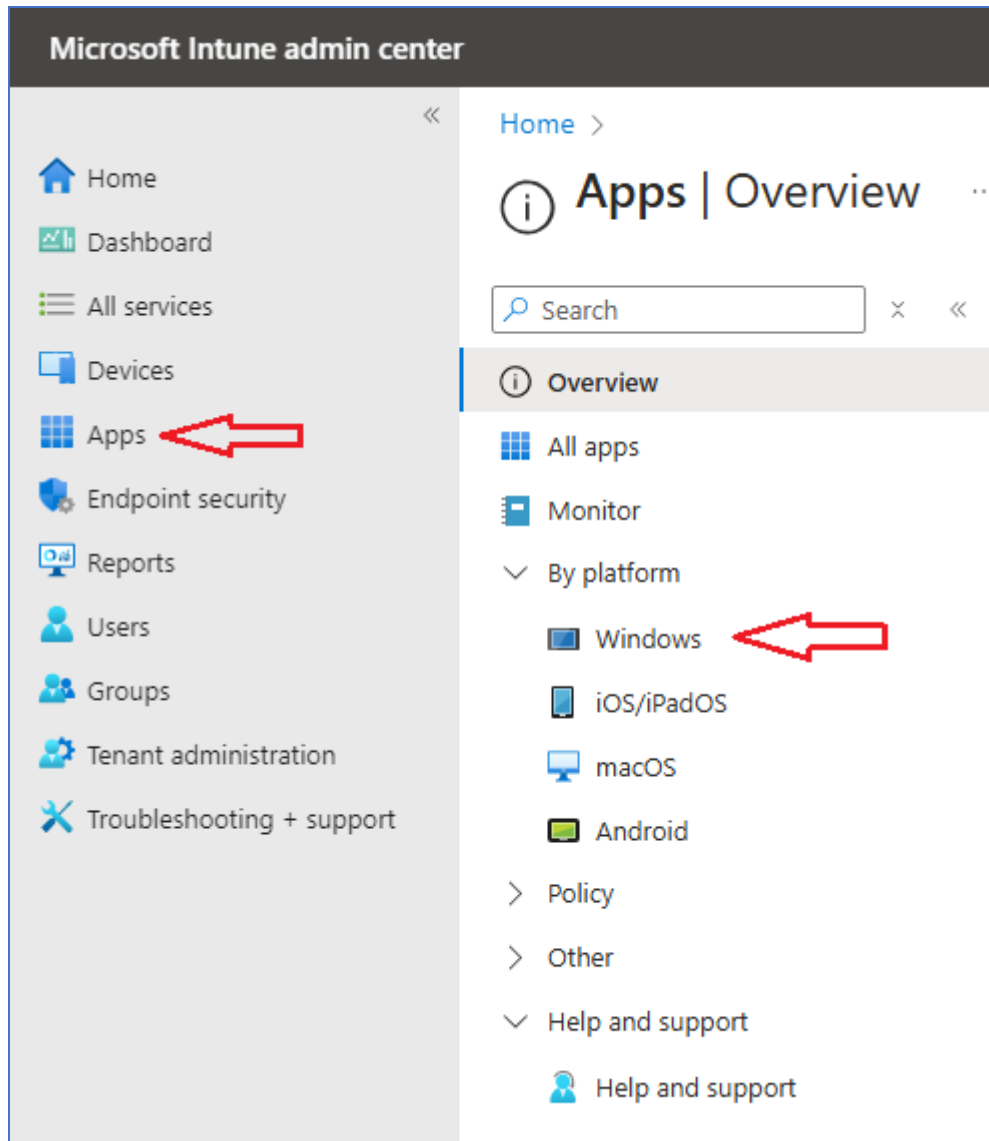 Microsoft Intune admin center
Home
Dashboard
All services
Devices
Apps
Endpoint security
Reports
Users
Groups
Tenant administration
Troubleshooting + support
Home >
Apps | Overview
Search
Overview
All apps
Monitor
By platform
Windows
iOS/iPadOS
macOS
Android
Policy
Other
Help and support
Help and support